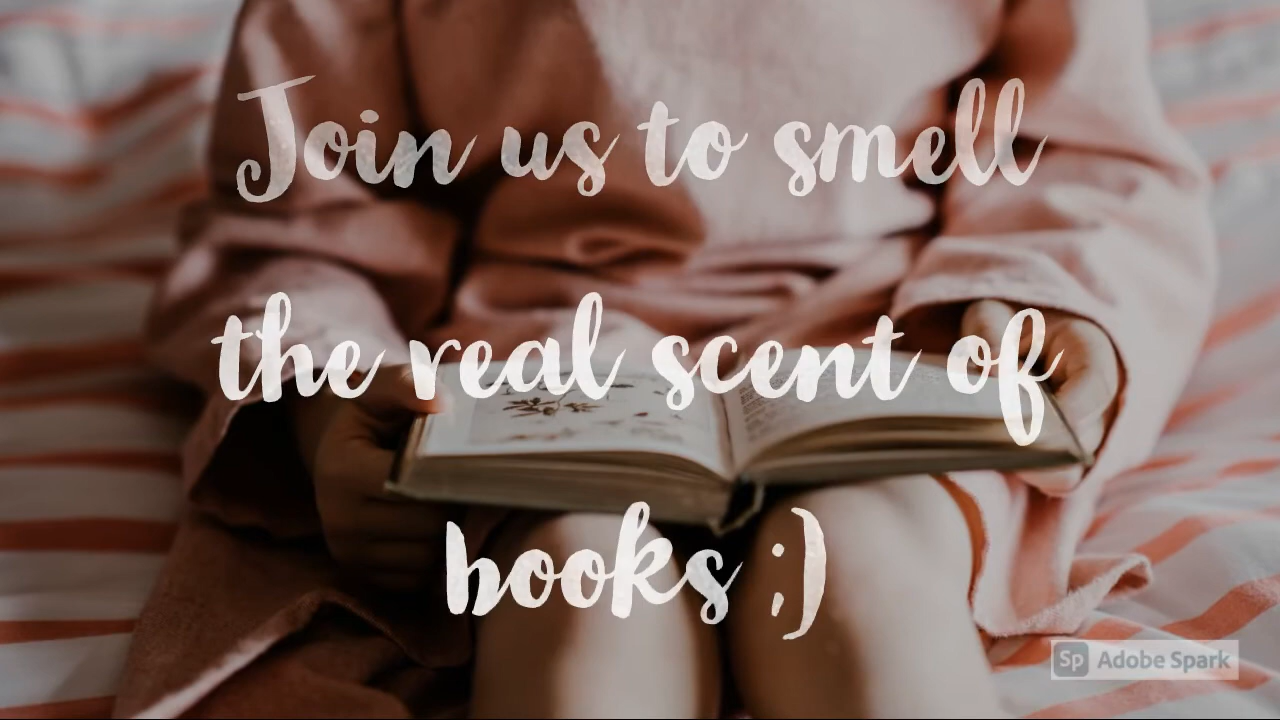 Join us to smell
the real scent of
books ;)
Sp Adobe Spark